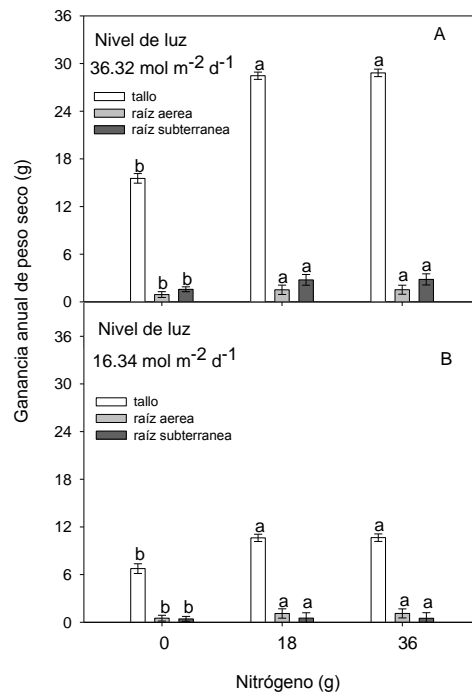 Ganancia anual de peso seco (g)
36
30
24
18
12
6
0
Nivel de luz
36.32 mol m-2 d-1
A
tallo
raíz aerea
raíz subterranea
b
b
b
a
a
a
a
a
a
36
30
24
18
12
6
0
Nivel de luz
16.34 mol m-2 d-1
B
tallo
raíz aerea
raíz subterranea
b
b
b
a
a
a
a
a
a
0
18
36
Nitrógeno (g)